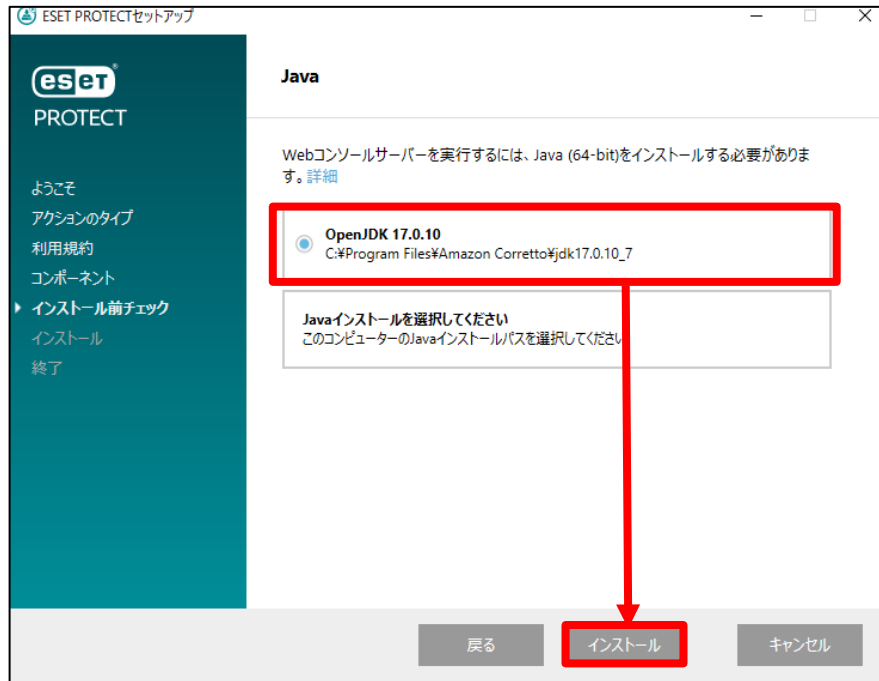 ESET PROTECTセットアップ
eset
PROTECT
ようこそ
アクションのタイプ
利用規約
コンポーネント
インストール前チェック
インストール
終了
Java
Webコンソールサーバーを実行するには、Java (64-bit)をインストールする必要がありま
す。詳細
OpenJDK 17.0.10
C:¥Program Files¥Amazon Corretto¥jdk17.0.10_7
Javaインストールを選択してください
このコンピューターのJavaインストールパスを選択してください
戻る
インストール
キャンセル